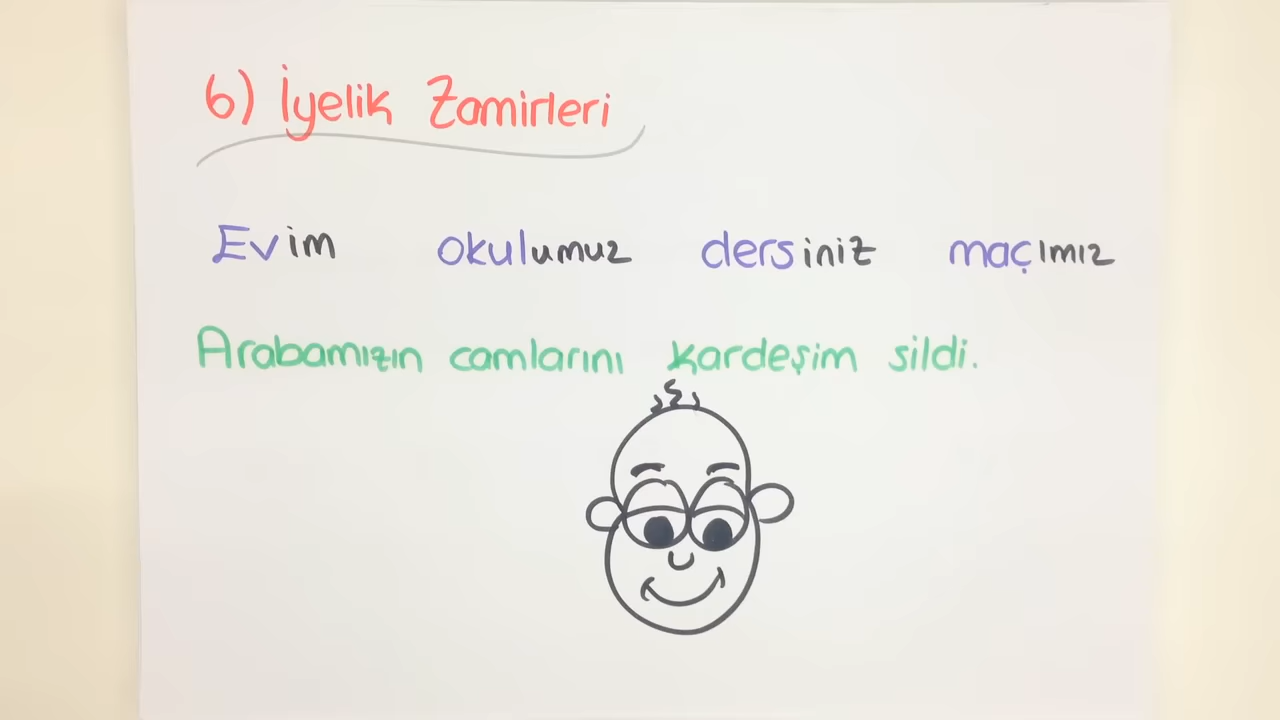 6) İyelik Zamirleri
Evim okulumuz dersiniz maçımız
Arabamızın camlarını kardeşim sildi.